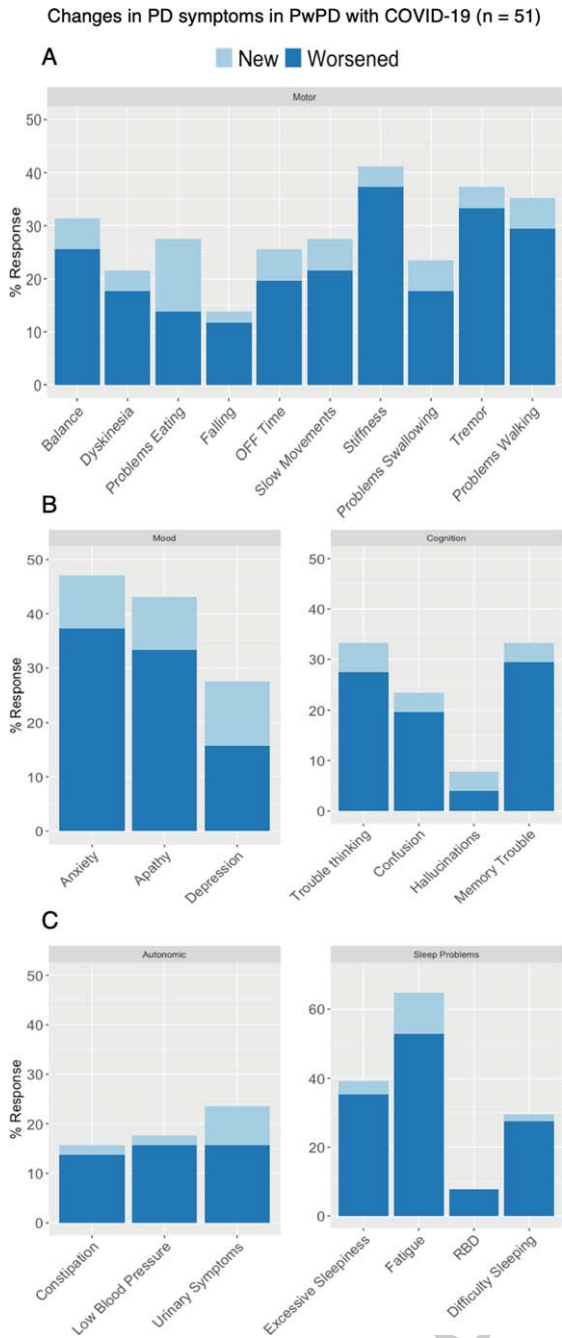 Changes in PD symptoms in PwPD with COVID-19 (n = 51)
A
New Worsened
Motor
% Response
50
40
30
20
10
0
Balance
Dyskinesia
Problems Eating
Falling
OFF Time
Slow Movements
Stiffness
Problems Swallowing
Tremor
Problems Walking
B
Mood
% Response
50
40
30
20
10
0
Anxiety
Apathy
Depression
Cognition
50
40
30
20
10
0
Trouble thinking
Confusion
Hallucinations
Memory Trouble
C
Autonomic
% Response
50
40
30
20
10
0
Constipation
Low Blood Pressure
Urinary Symptoms
Sleep Problems
60
40
20
0
Excessive Sleepiness
Fatigue
RBD
Difficulty Sleeping